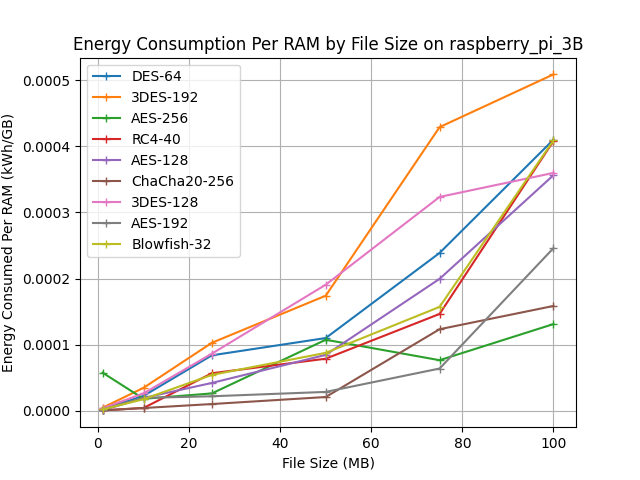 Energy Consumption Per RAM by File Size on raspberry_pi_3B
Energy Consumed Per RAM (kWh/GB)
0.0005
0.0004
0.0003
0.0002
0.0001
0.0000
DES-64
3DES-192
AES-256
RC4-40
AES-128
ChaCha20-256
3DES-128
AES-192
Blowfish-32
0 20 40 60 80 100
File Size (MB)